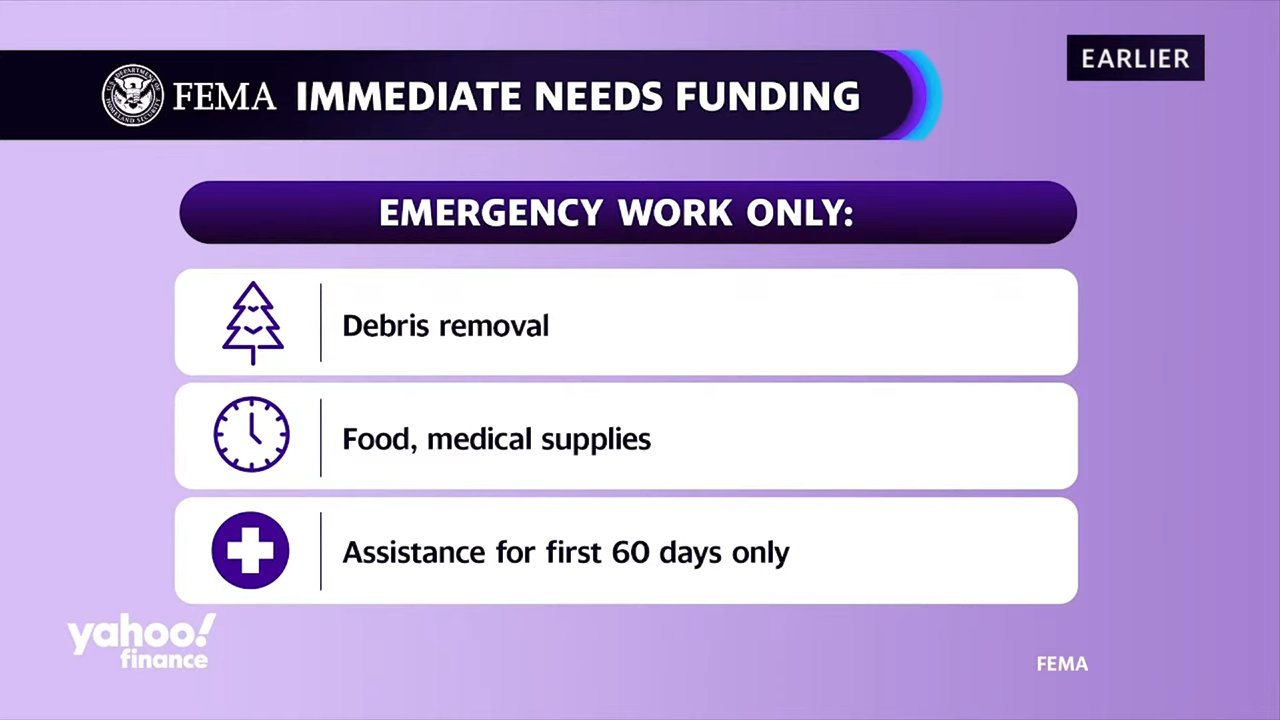 EARLIER
FEMA IMMEDIATE NEEDS FUNDING
EMERGENCY WORK ONLY:
Debris removal
Food, medical supplies
Assistance for first 60 days only
yahoo!
finance
FEMA